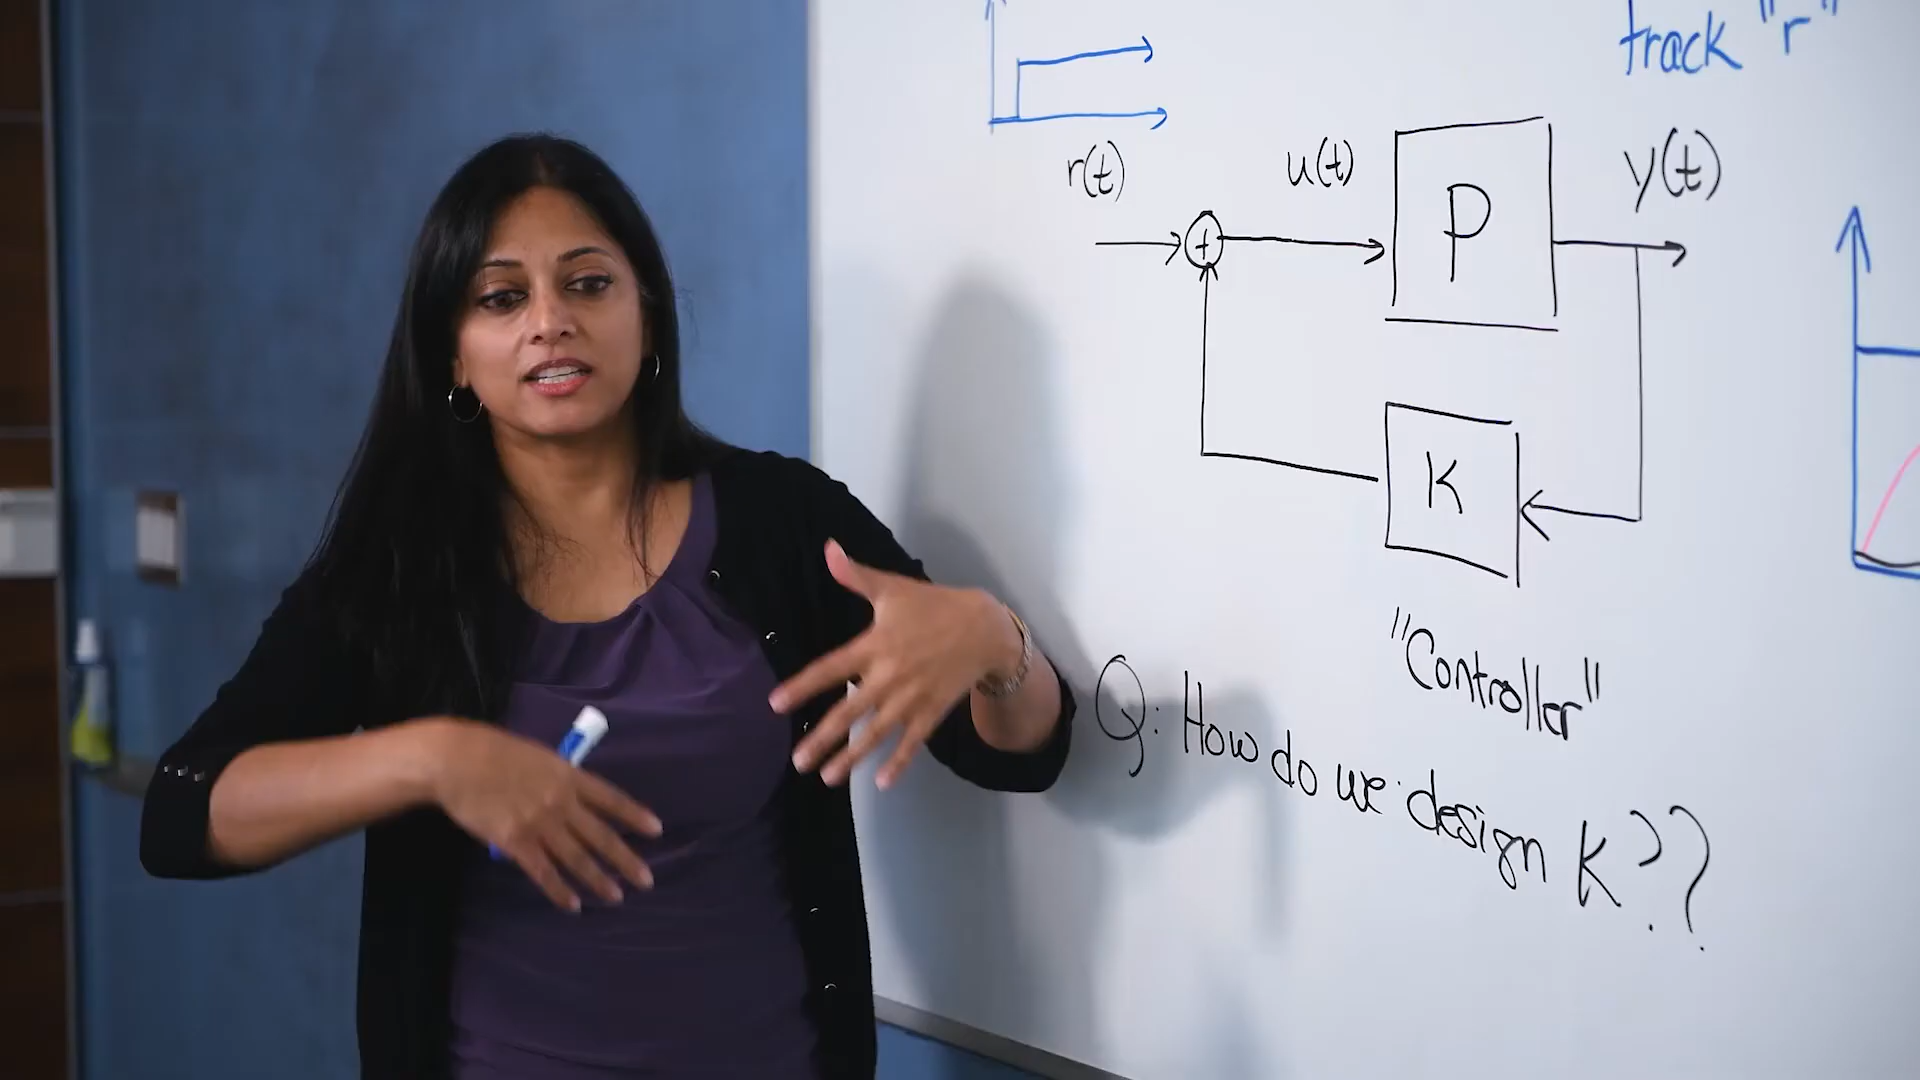 track "r"
r(t)
u(t)
P
y(t)
+
K
"Controller"
Q: How do we design K??